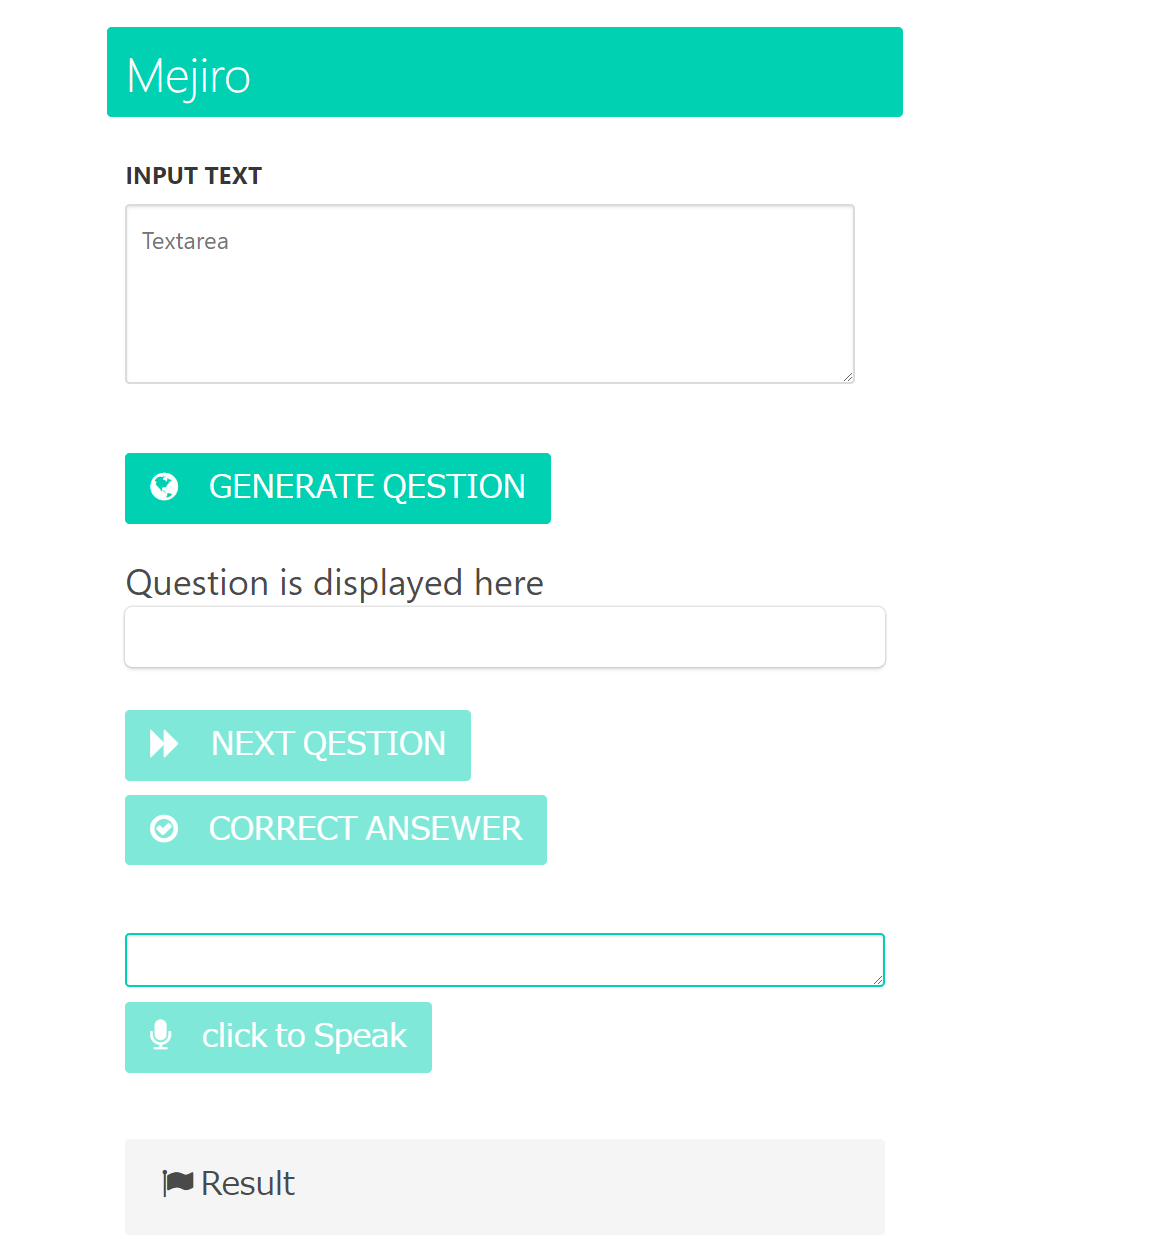 Mejiro
INPUT TEXT
Textarea
GENERATE QESTION
Question is displayed here
NEXT QESTION
CORRECT ANSEWER
click to Speak
Result